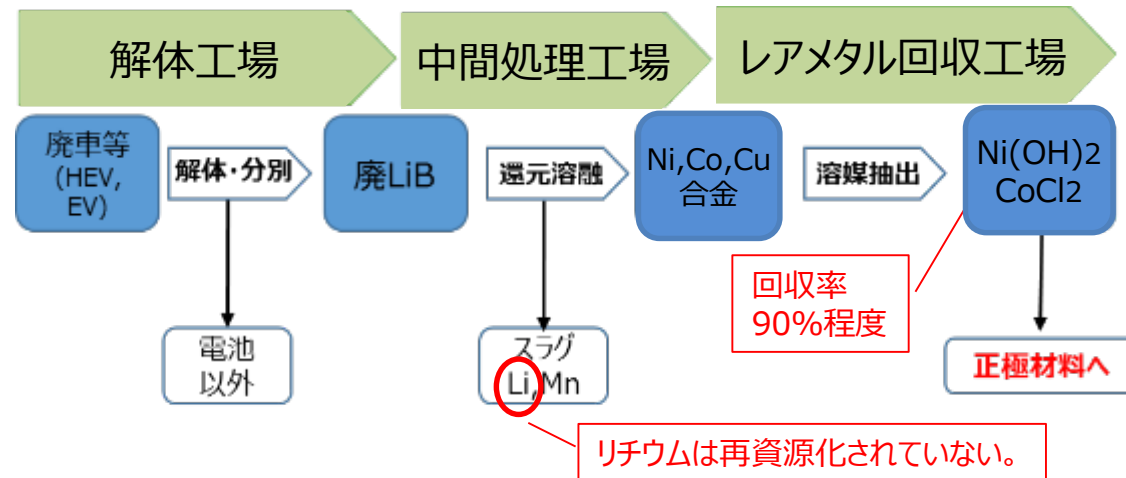 解体工場
中間処理工場
レアメタル回収工場
廃車等
(HEV,
EV)
解体・分別
廃LiB
還元溶融
Ni,Co,Cu
合金
溶媒抽出
Ni(OH)2
CoCl2
回収率
90%程度
電池
以外
スラグ
Li,Mn
正極材料へ
リチウムは再資源化されていない。